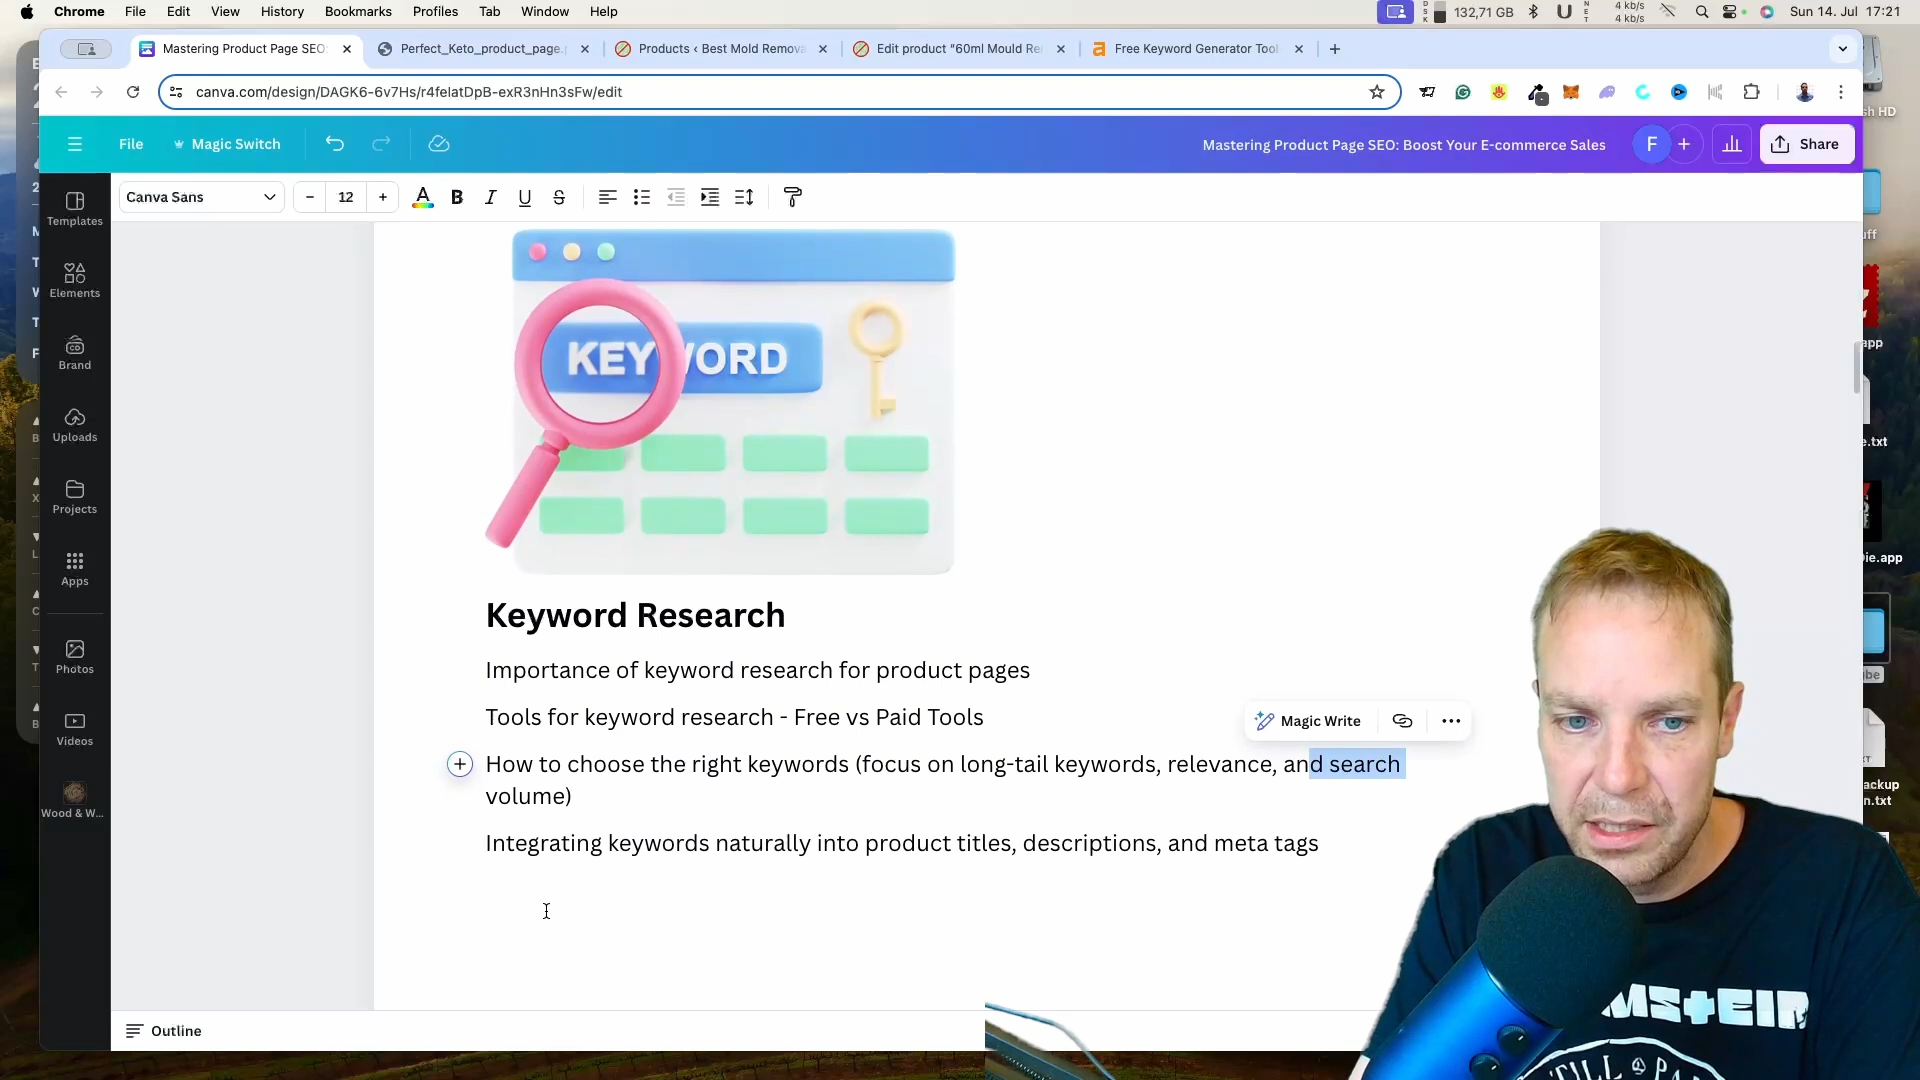 Chrome File Edit View History Bookmarks Profiles Tab Window Help
132,71 GB
4 kb/s
4 kb/s
Sun 14. Jul 17:21
Mastering Product Page SEO:
Perfect_Keto_product_page.
Products ‹ Best Mold Remova
Edit product "60ml Mould Re
Free Keyword Generator Tool
canva.com/design/DAGK6-6v7Hs/r4felatDpB-exR3nHn3sFw/edit
File
Magic Switch
Mastering Product Page SEO: Boost Your E-commerce Sales
F
Share
Canva Sans
12
Templates
Elements
Brand
Uploads
Projects
Apps
Photos
Videos
Wood & W...
KEYWORD
Keyword Research
Importance of keyword research for product pages
Tools for keyword research - Free vs Paid Tools
Magic Write
How to choose the right keywords (focus on long-tail keywords, relevance, and search
volume)
Integrating keywords naturally into product titles, descriptions, and meta tags
Outline